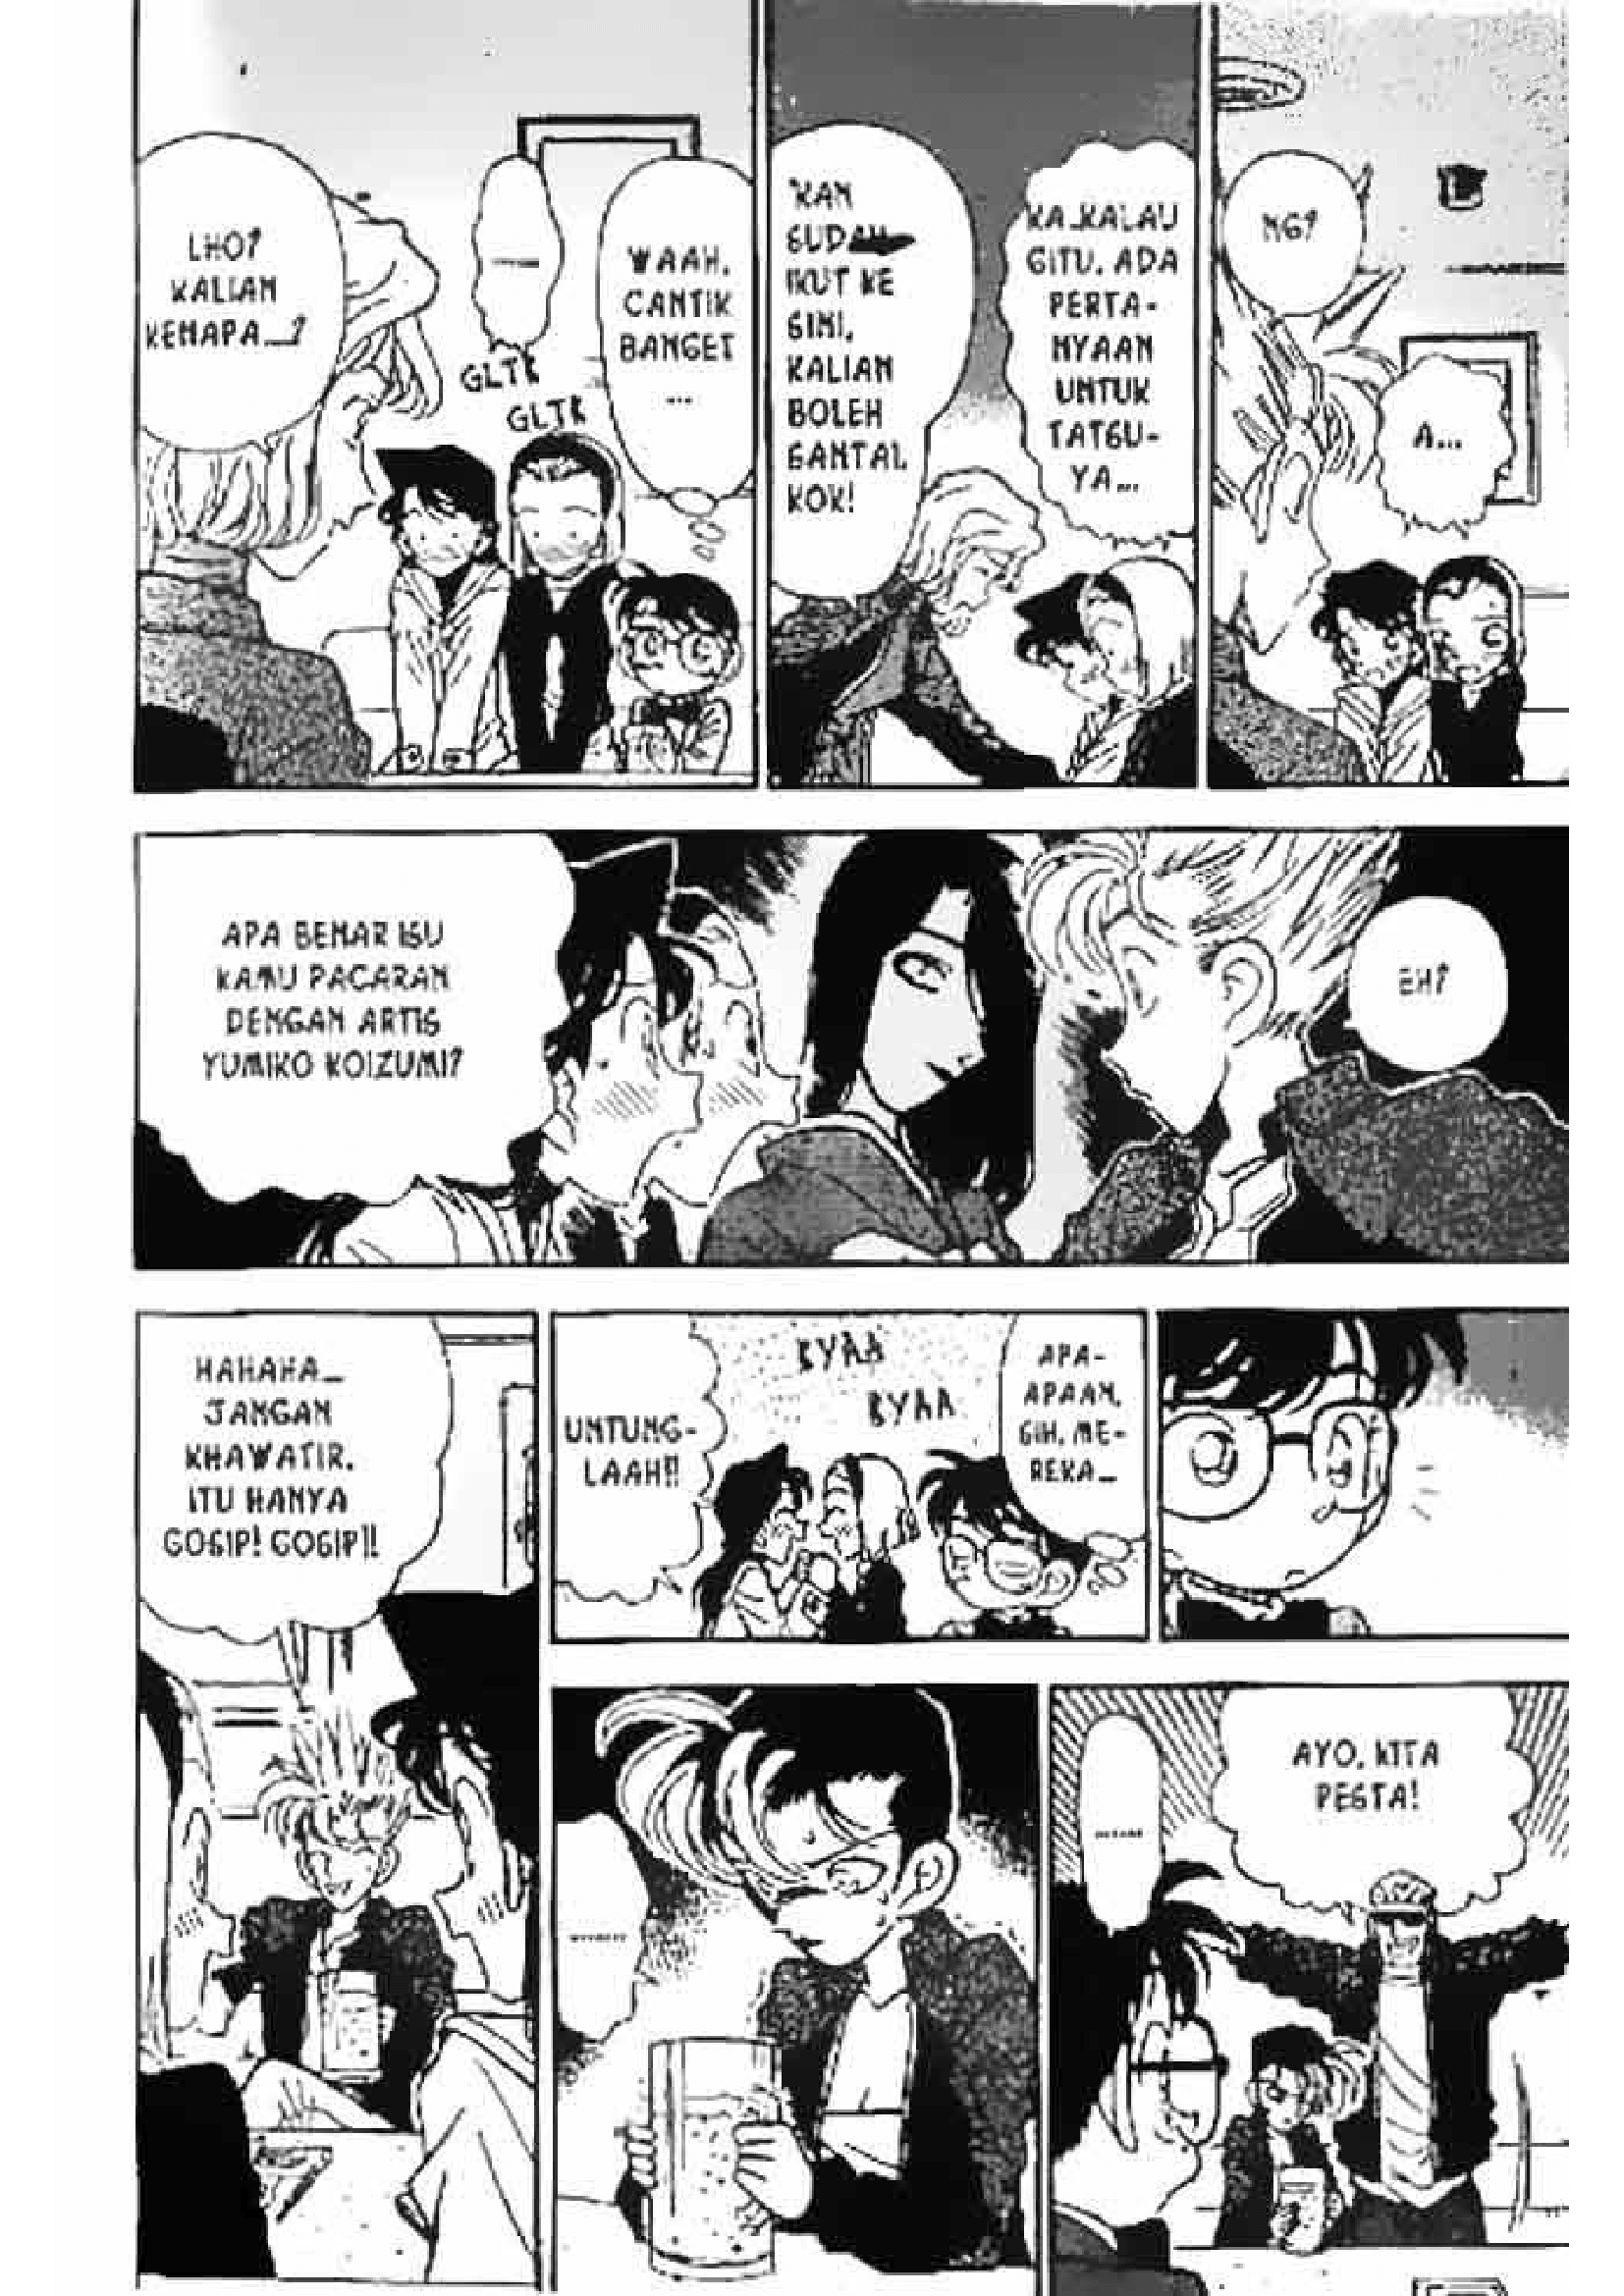 LHO?
KALIAN
KENAPA...?
GLTK
GLTK
WAAH,
CANTIK
BANGET
...
'KAN
SUDAH
IKUT KE
SINI,
KALIAN
BOLEH
SANTAI,
KOK!
KA..KALAU
GITU, ADA
PERTA-
NYAAN
UNTUK
TATSU-
YA...
NG?
A...
APA BENAR ISU
KAMU PACARAN
DENGAN ARTIS
YUMIKO KOIZUMI?
EH?
HAHAHA...
JANGAN
KHAWATIR.
ITU HANYA
GOSIP! GOSIP!!
UNTUNG-
LAAH!!
KYAA
KYAA
APA-
APAAN,
SIH, ME-
REKA...
........
........
AYO, KITA
PESTA!